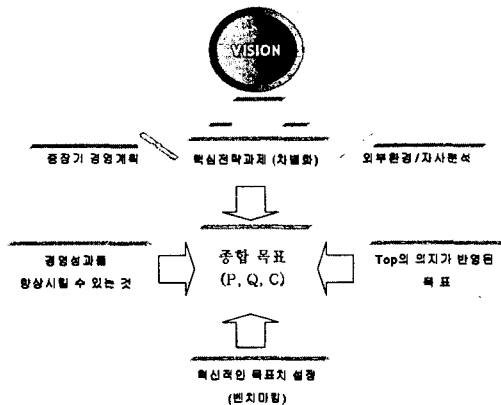 VISION
중장기 경영계획
핵심전략과제 (차별화)
외부환경/자사분석
경영성과를
향상시킬 수 있는 것
종합 목표
(P, Q, C)
Top의 의지가 반영된
목 표
혁신적인 목표치 설정
(벤치마킹)